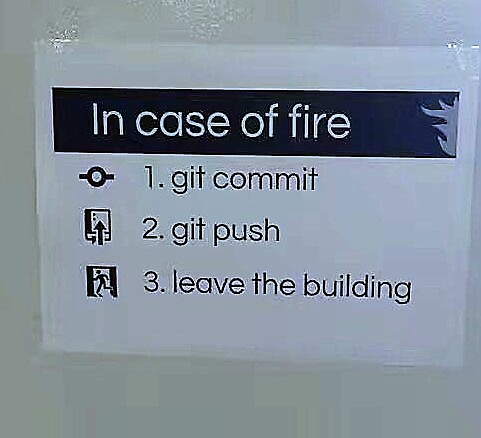 In case of fire
1. git commit
2. git push
3. leave the building